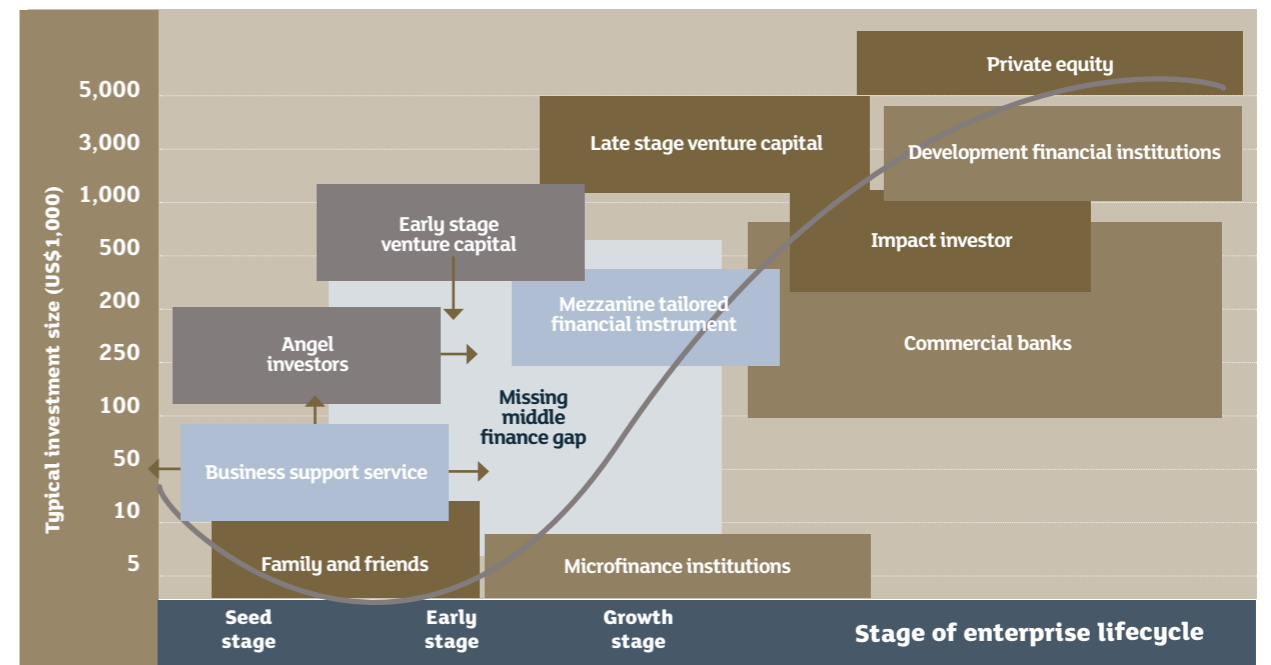 Typical investment size (US$1,000)
5,000
3,000
1,000
500
200
250
100
50
10
5
Private equity
Late stage venture capital
Development financial institutions
Early stage
venture capital
Impact investor
Mezzanine tailored
financial instrument
Angel
investors
Commercial banks
Missing
middle
finance gap
Business support service
Family and friends
Microfinance institutions
Seed
stage
Early
stage
Growth
stage
Stage of enterprise lifecycle